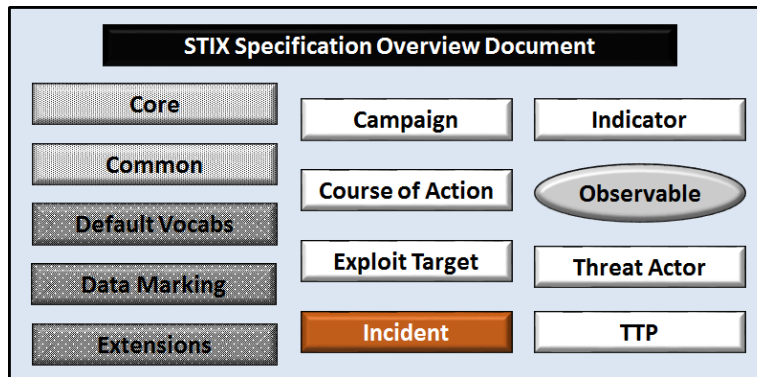 STIX Specification Overview Document
Core
Common
Default Vocabs
Data Marking
Extensions
Campaign
Course of Action
Exploit Target
Incident
Indicator
Observable
Threat Actor
TTP